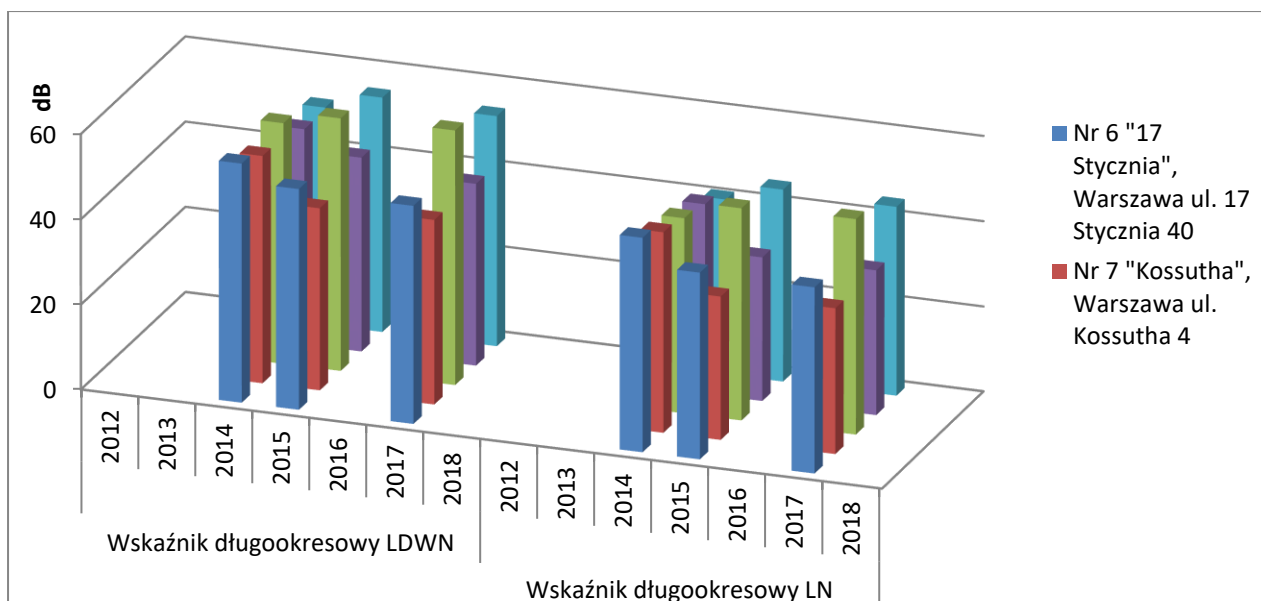 dB
60
40
20
0
2012
2013
2014
2015
2016
2017
2018
2012
2013
2014
2015
2016
2017
2018
Wskaźnik długookresowy LDWN
Wskaźnik długookresowy LN
Nr 6 "17
Stycznia",
Warszawa ul. 17
Stycznia 40
Nr 7 "Kossutha",
Warszawa ul.
Kossutha 4